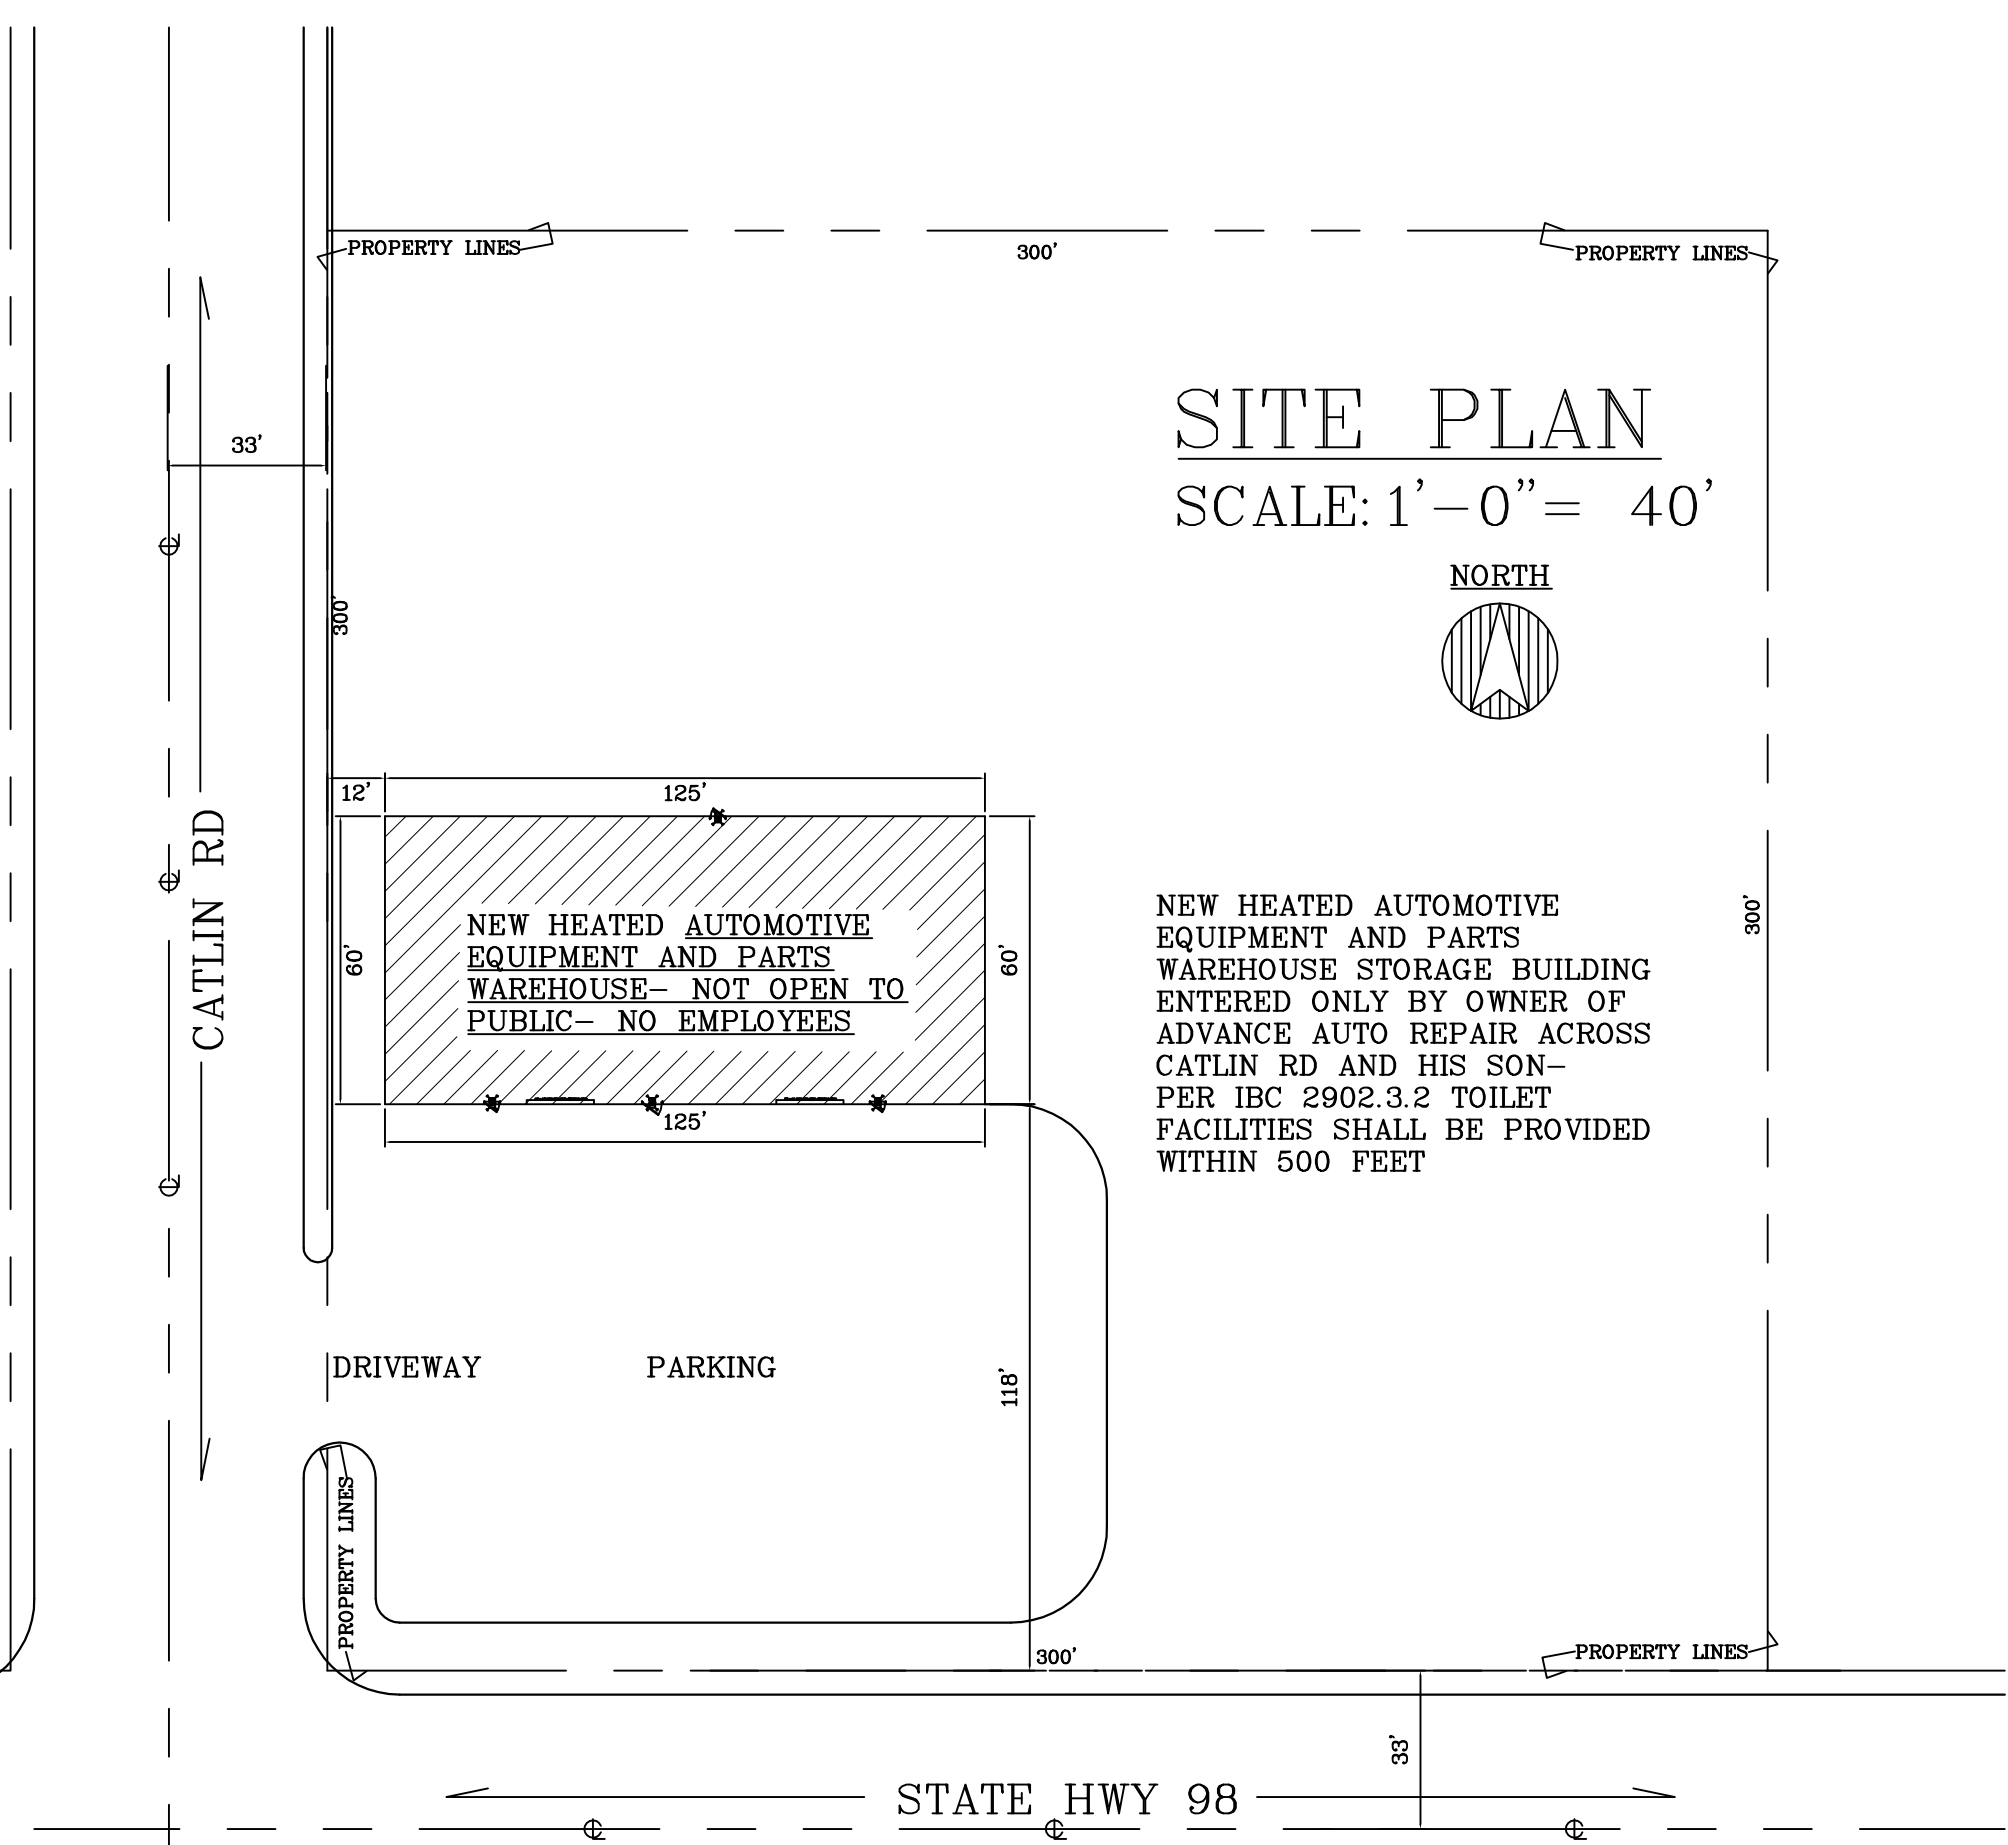 PROPERTY LINES
300'
PROPERTY LINES
SITE PLAN
SCALE: 1'-0"= 40'
33'
NORTH
300'
12'
125'
CATLIN RD
60'
NEW HEATED AUTOMOTIVE
EQUIPMENT AND PARTS
WAREHOUSE- NOT OPEN TO
PUBLIC- NO EMPLOYEES
60'
125'
NEW HEATED AUTOMOTIVE
EQUIPMENT AND PARTS
WAREHOUSE STORAGE BUILDING
ENTERED ONLY BY OWNER OF
ADVANCE AUTO REPAIR ACROSS
CATLIN RD AND HIS SON-
PER IBC 2902.3.2 TOILET
FACILITIES SHALL BE PROVIDED
WITHIN 500 FEET
300'
DRIVEWAY
PARKING
118'
PROPERTY LINES
300'
PROPERTY LINES
33'
STATE HWY 98